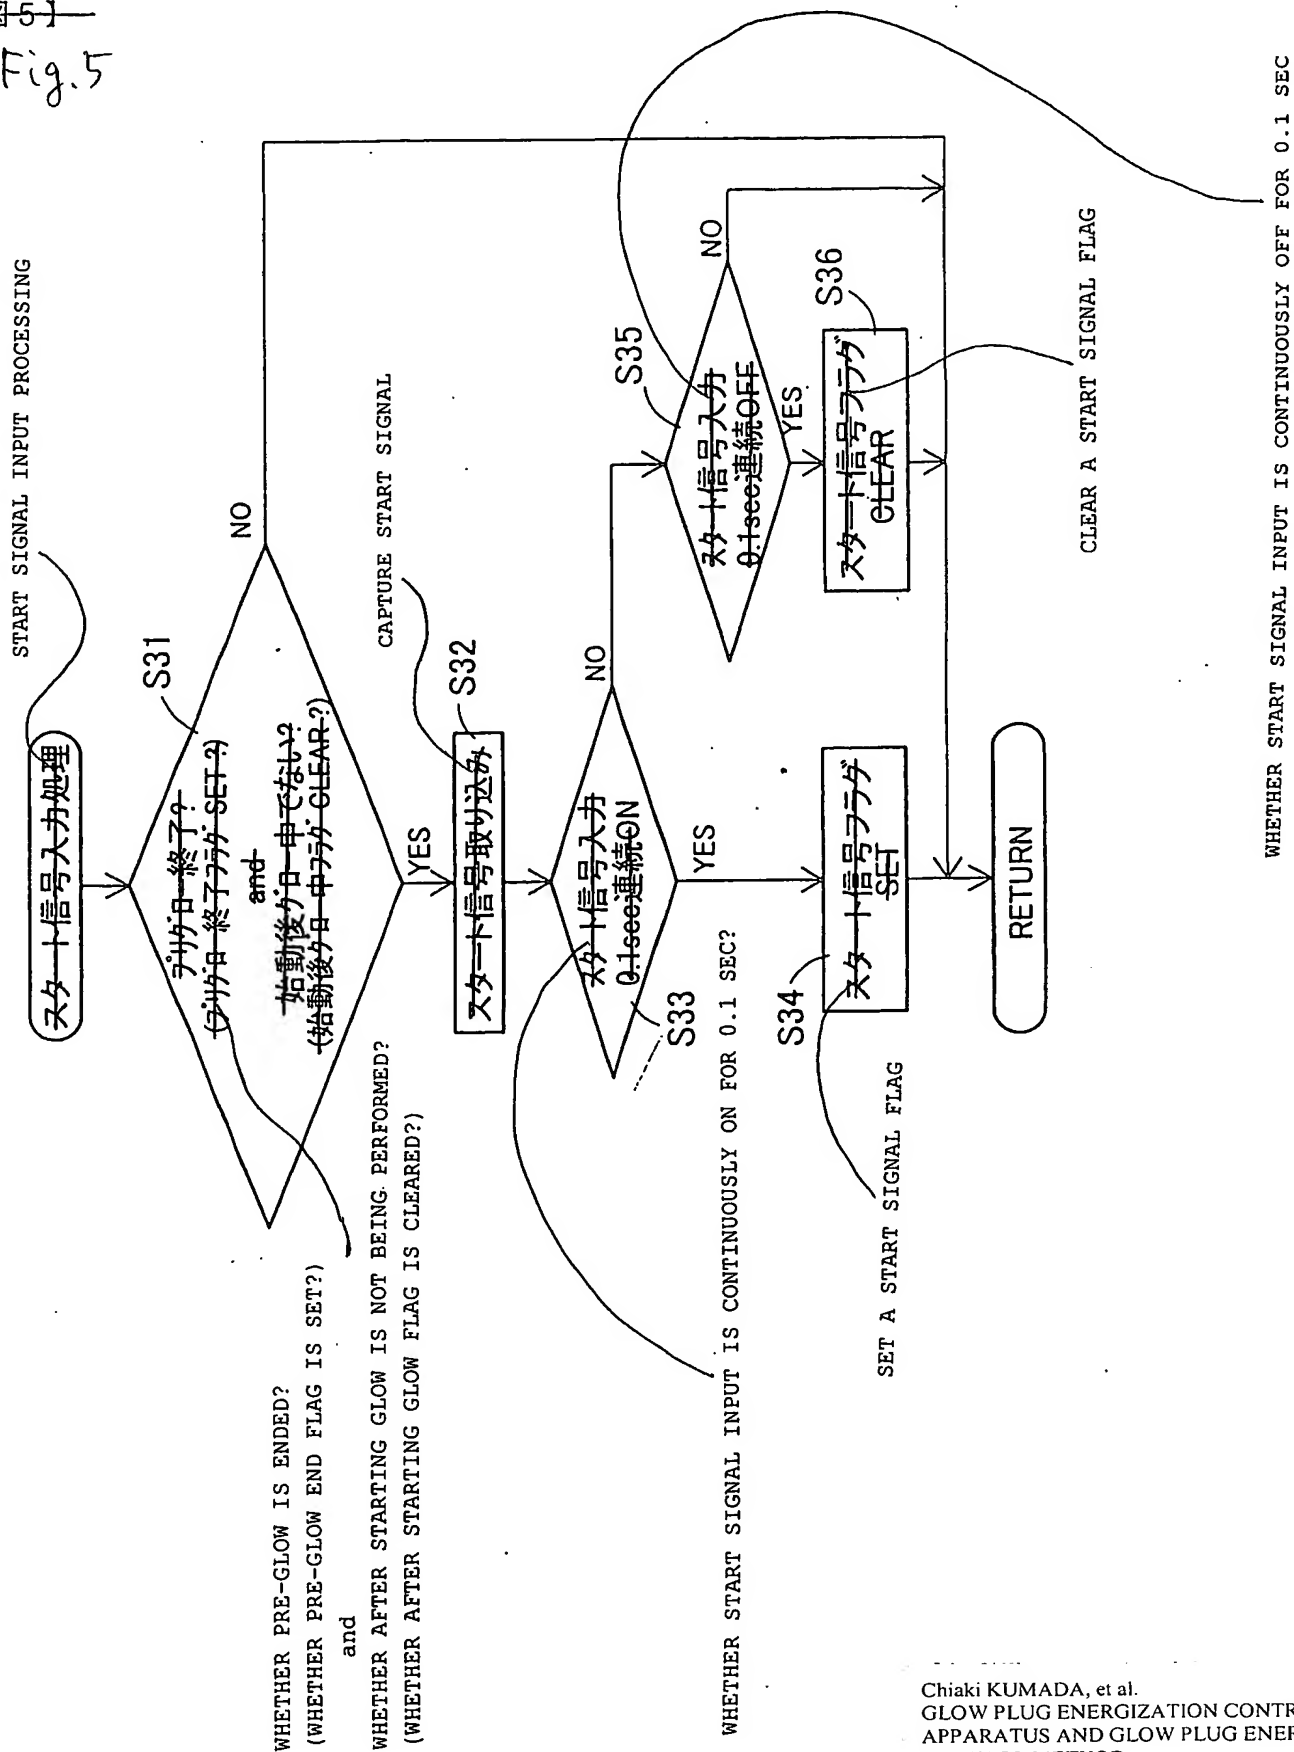 図5】
Fig.5
START SIGNAL INPUT PROCESSING
スタート信号入力処理
S31
プリグロー終了?
(プリグロー終了フラグ SET?)
and
始動後グロー中でない?
(始動後グロー中フラグ CLEAR?)
NO
YES
WHETHER PRE-GLOW IS ENDED?
(WHETHER PRE-GLOW END FLAG IS SET?)
and
WHETHER AFTER STARTING GLOW IS NOT BEING PERFORMED?
(WHETHER AFTER STARTING GLOW FLAG IS CLEARED?)
CAPTURE START SIGNAL
S32
スタート信号取り込み
スタート信号入力
0.1sec連続ON
S33
NO
YES
WHETHER START SIGNAL INPUT IS CONTINUOUSLY ON FOR 0.1 SEC?
S35
スタート信号入力
0.1sec連続OFF
NO
YES
S34
スタート信号フラグ
SET
SET A START SIGNAL FLAG
S36
スタート信号フラグ
CLEAR
CLEAR A START SIGNAL FLAG
RETURN
WHETHER START SIGNAL INPUT IS CONTINUOUSLY OFF FOR 0.1 SEC
Chiaki KUMADA, et al.
GLOW PLUG ENERGIZATION CONTR
APPARATUS AND GLOW PLUG ENER